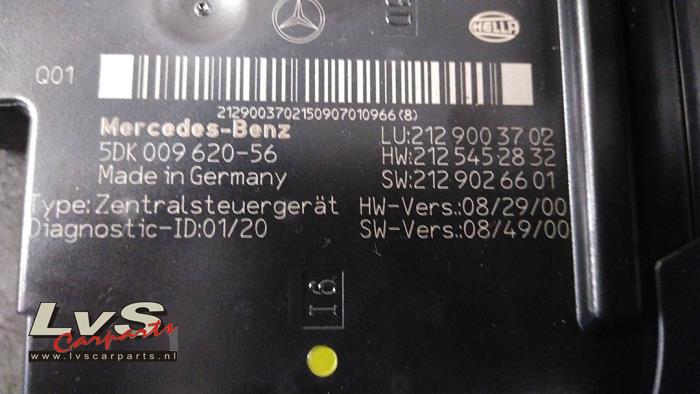 HELLA
Q01
2129003702150907010966(8)
Mercedes-Benz
LU:212 900 37 02
5DK 009 620-56
HW:212 545 28 32
Made in Germany
SW:212 902 66 01
Type: Zentralsteuergerät
HW-Vers.:08/29/00
Diagnostic-ID:01/20
SW-Vers.:08/49/00
LvS
Carparts
www.lvscarparts.nl